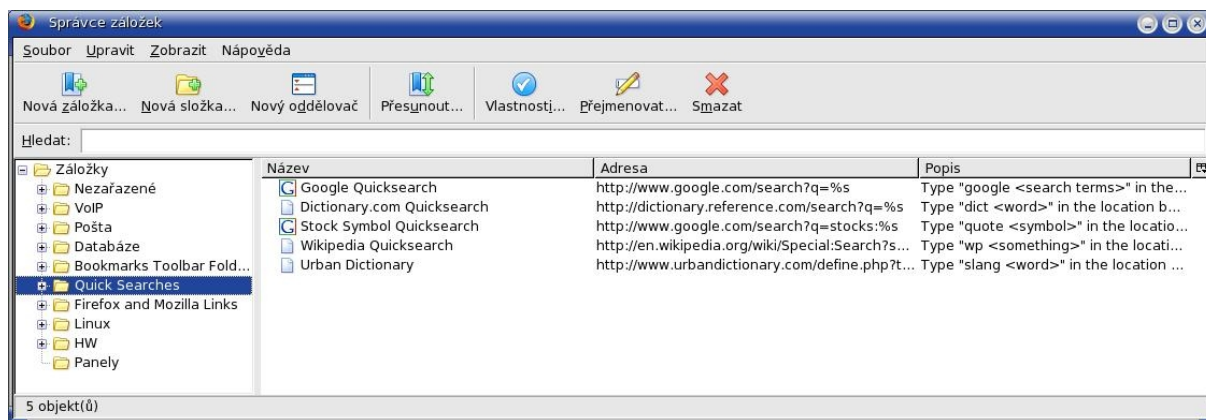 Správce záložek
Soubor Upravit Zobrazit Nápověda
Nová záložka... Nová složka... Nový oddělovač Přesunout... Vlastnosti... Přejmenovat... Smazat
Hledat:
Záložky
Nezařazené
VoIP
Pošta
Databáze
Bookmarks Toolbar Fold...
Quick Searches
Firefox and Mozilla Links
Linux
HW
Panely
Název Adresa Popis
Google Quicksearch http://www.google.com/search?q=%s Type "google <search terms>" in the...
Dictionary.com Quicksearch http://dictionary.reference.com/search?q=%s Type "dict <word>" in the location b...
Stock Symbol Quicksearch http://www.google.com/search?q=stocks:%s Type "quote <symbol>" in the locatio...
Wikipedia Quicksearch http://en.wikipedia.org/wiki/Special:Search?s... Type "wp <something>" in the locati...
Urban Dictionary http://www.urbandictionary.com/define.php?t... Type "slang <word>" in the location ...
5 objekt(ů)